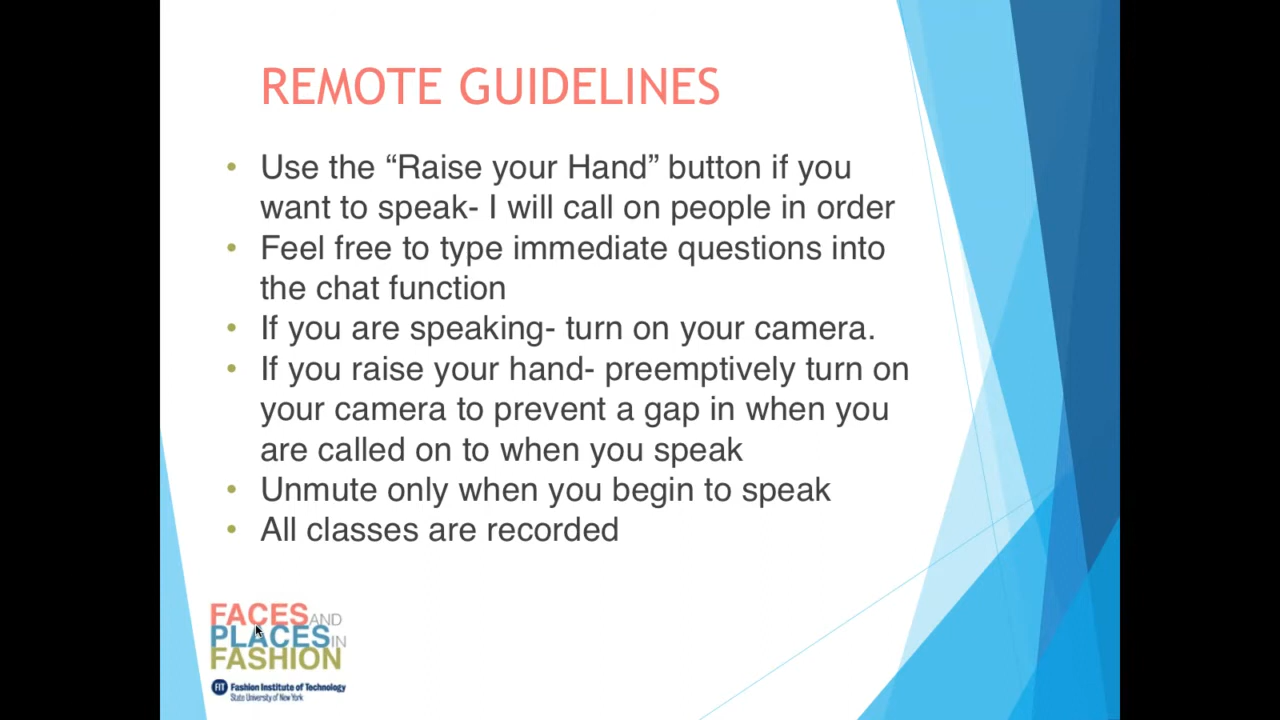 REMOTE GUIDELINES
• Use the “Raise your Hand” button if you
want to speak- I will call on people in order
• Feel free to type immediate questions into
the chat function
• If you are speaking- turn on your camera.
• If you raise your hand- preemptively turn on
your camera to prevent a gap in when you
are called on to when you speak
• Unmute only when you begin to speak
• All classes are recorded
FACES AND
PLACES IN
FASHION
FIT Fashion Institute of Technology
State University of New York